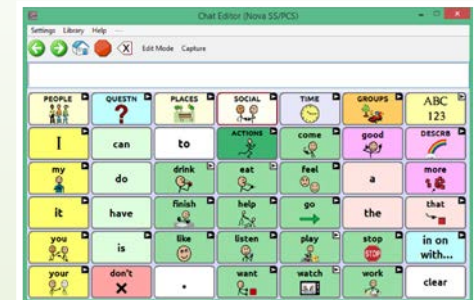 Chat Editor (Nova SS/PCS)
Settings Library Help
Edit Mode Capture
PEOPLE QUESTN PLACES SOCIAL TIME GROUPS ABC 123
I can to ACTIONS come good DESCRB
my do drink eat feel a more
it have finish help go the that
you is like listen play stop in on with...
your don't . want watch work clear